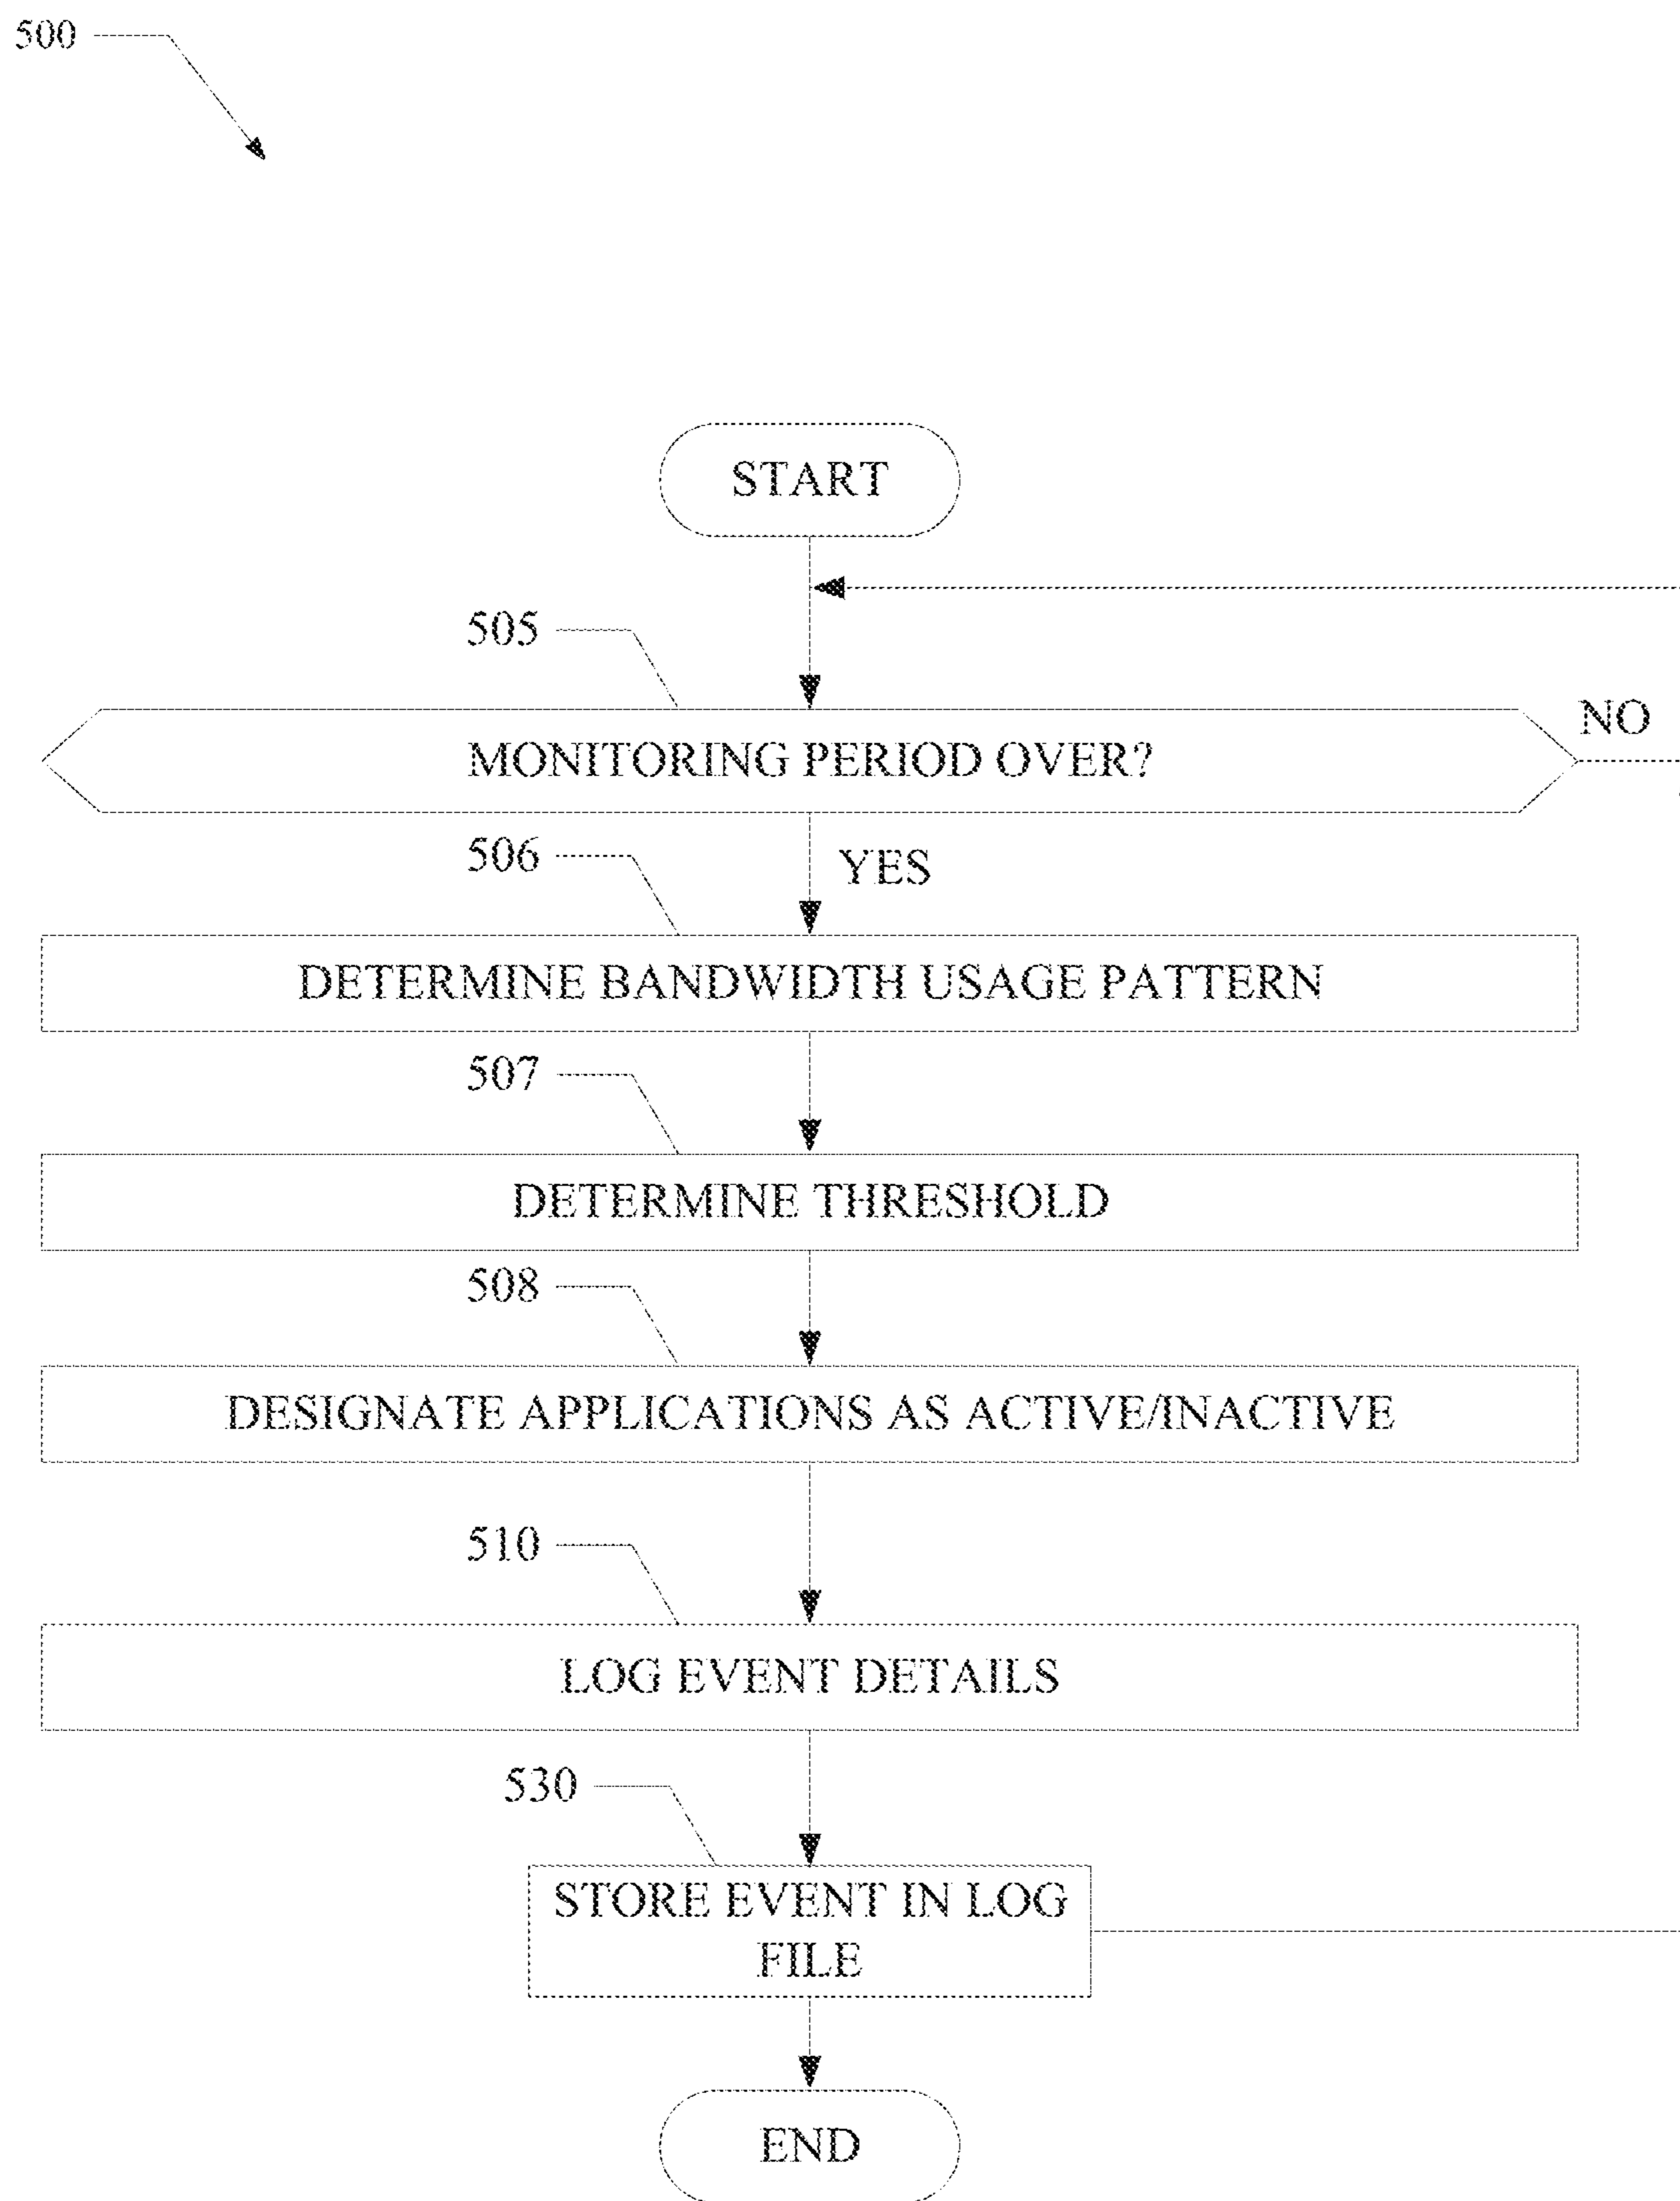 500
START
505
MONITORING PERIOD OVER?
NO
506
YES
DETERMINE BANDWIDTH USAGE PATTERN
507
DETERMINE THRESHOLD
508
DESIGNATE APPLICATIONS AS ACTIVE/INACTIVE
510
LOG EVENT DETAILS
530
STORE EVENT IN LOG
FILE
END